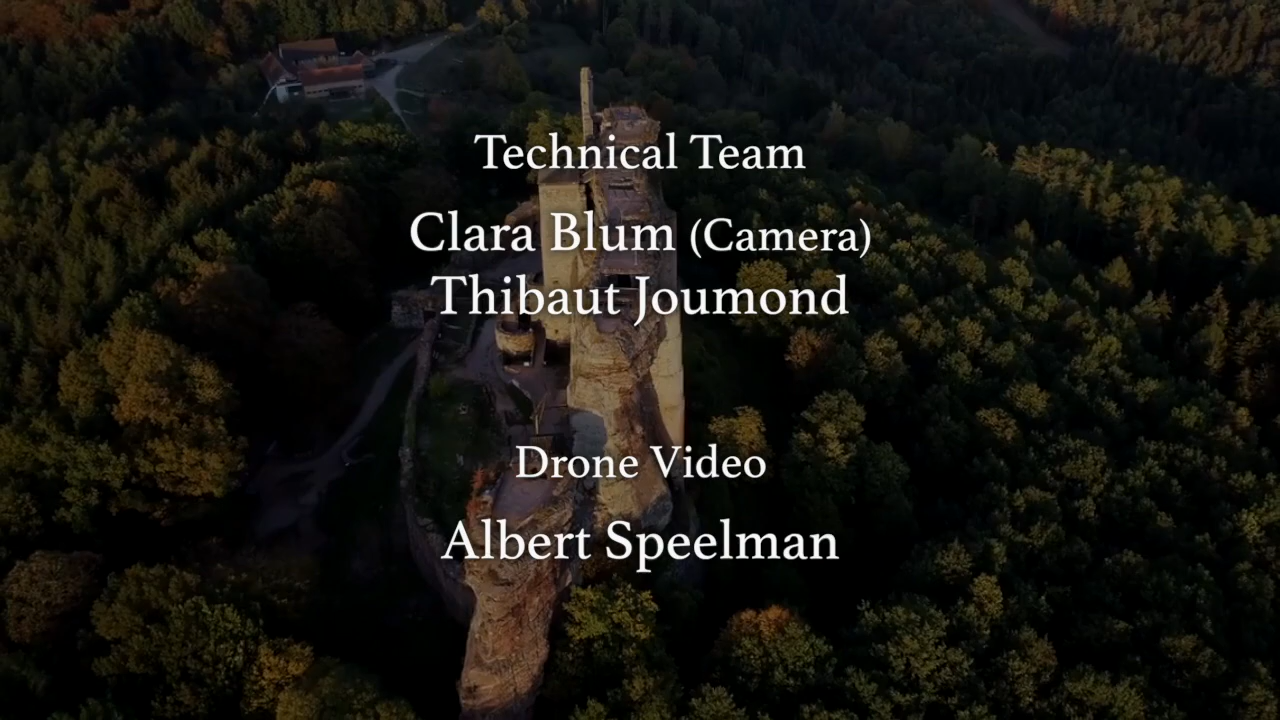 Technical Team
Clara Blum (Camera)
Thibaut Joumond
Drone Video
Albert Speelman